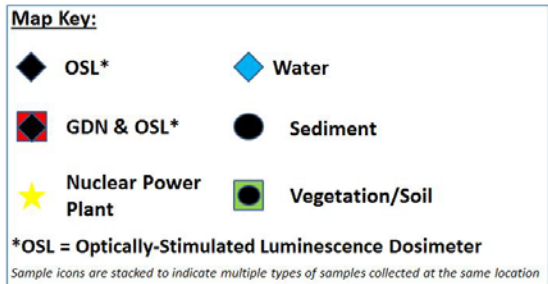 Map Key:
OSL*
Water
GDN & OSL*
Sediment
Nuclear Power
Plant
Vegetation/Soil
*OSL = Optically-Stimulated Luminescence Dosimeter
Sample icons are stacked to indicate multiple types of samples collected at the same location